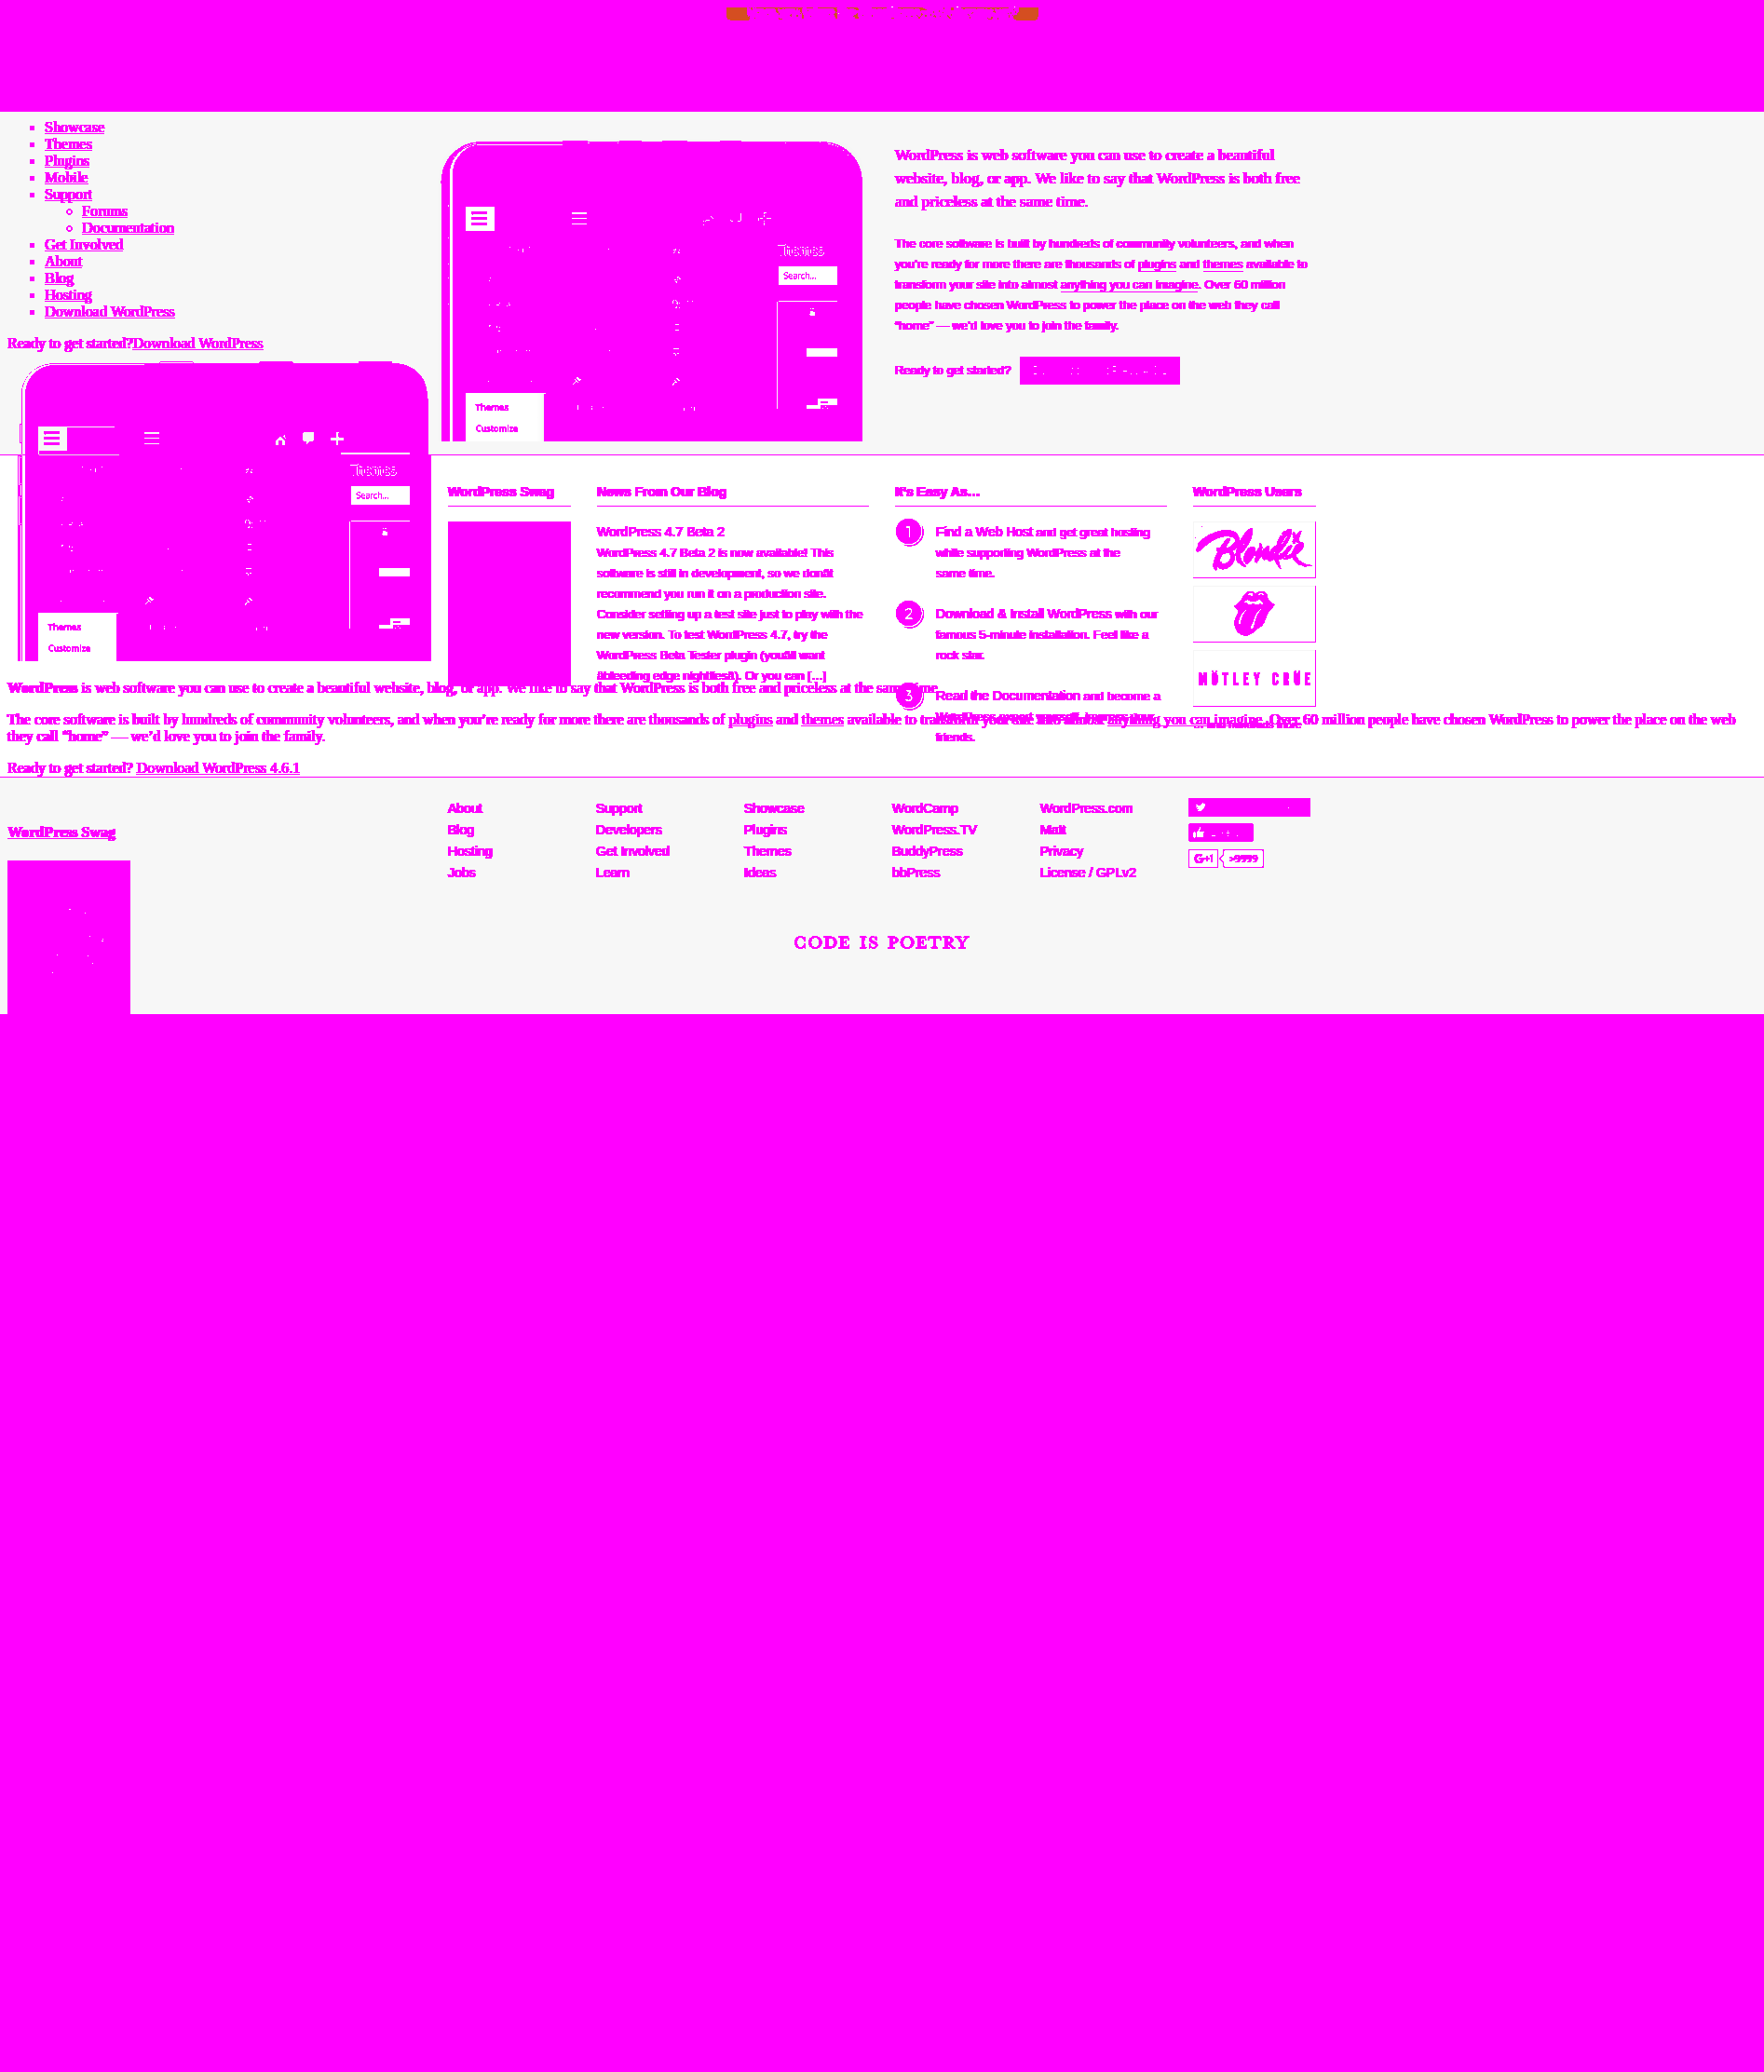 Showcase
Themes
Plugins
Mobile
Support
Forums
Documentation
Get Involved
About
Blog
Hosting
Download WordPress
Ready to get started?Download WordPress
Themes
Search...
Themes
Customize
WordPress is web software you can use to create a beautiful
website, blog, or app. We like to say that WordPress is both free
and priceless at the same time.
The core software is built by hundreds of community volunteers, and when
you're ready for more there are thousands of plugins and themes available to
transform your site into almost anything you can imagine. Over 60 million
people have chosen WordPress to power the place on the web they call
“home” — we'd love you to join the family.
Ready to get started?
Themes
Search...
Themes
Customize
WordPress Swag
News From Our Blog
WordPress 4.7 Beta 2
WordPress 4.7 Beta 2 is now available! This
software is still in development, so we
recommend you run it on a production site.
Consider setting up a test site just to play with the
new version. To test WordPress 4.7, try the
WordPress Beta Tester plugin want
edge Or you can [...]
It's Easy As...
1 Find a Web Host and get great hosting
while supporting WordPress at the
same time.
2 Download & Install WordPress with our
famous 5-minute installation. Feel like a
rock star.
3 Read the Documentation and become a
friends.
WordPress Users
Blondie
MÖTLEY CRÜE
WordPress is web software you can use to create a beautiful website, blog, or app. We like to say that WordPress is both free and priceless at the same time.
The core software is built by hundreds of community volunteers, and when you're ready for more there are thousands of plugins and themes available to anything you can imagine. Over 60 million people have chosen WordPress to power the place on the web
they call “home” — we'd love you to join the family.
Ready to get started? Download WordPress 4.6.1
WordPress Swag
About
Blog
Hosting
Jobs
Support
Developers
Get Involved
Learn
Showcase
Plugins
Themes
Ideas
WordCamp
WordPress.TV
BuddyPress
bbPress
WordPress.com
Matt
Privacy
License / GPLv2
G+1 >9999
CODE IS POETRY